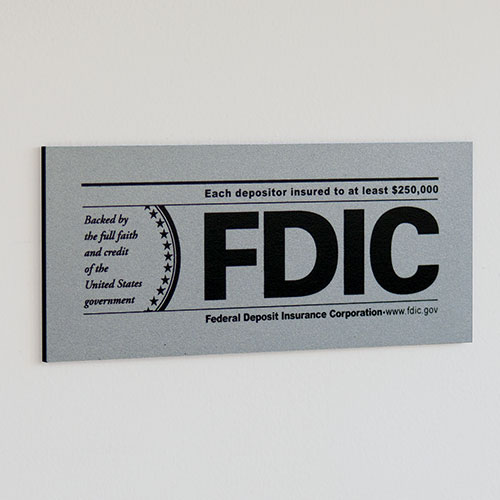 Each depositor insured to at least $250,000
Backed by
the full faith
and credit
of the
United States
government
FDIC
Federal Deposit Insurance Corporation•www.fdic.gov